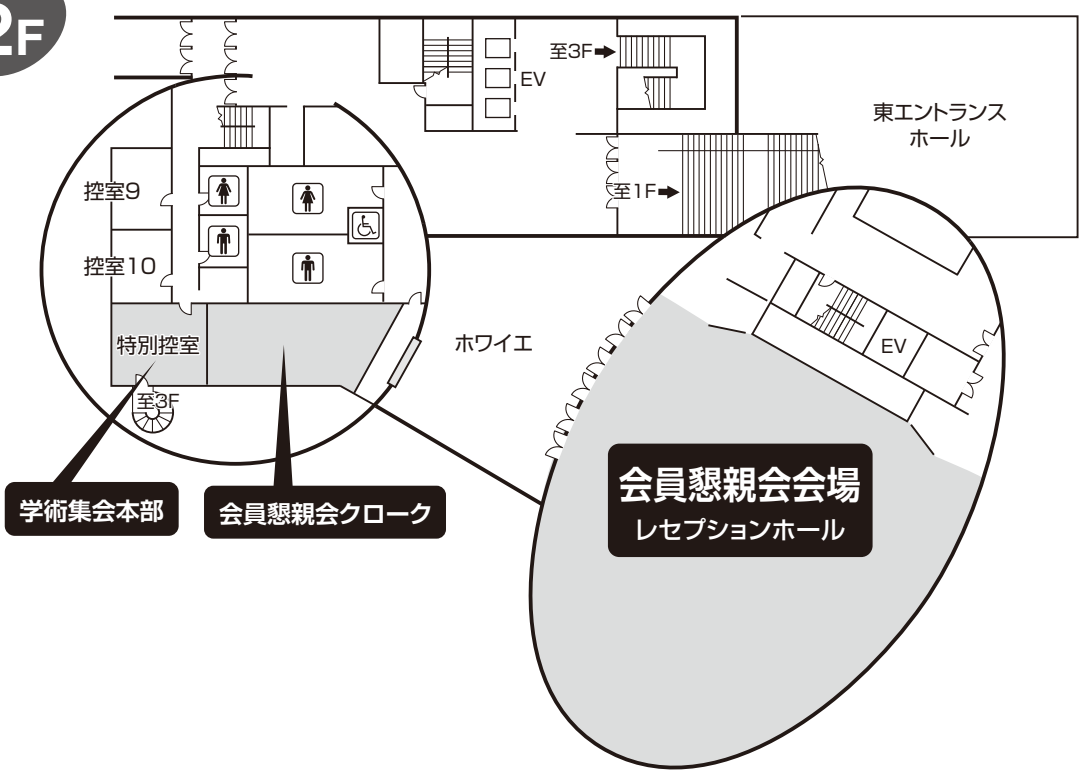 2F
至3F
EV
東エントランス
ホール
至1F
控室9
控室10
特別控室
ホワイエ
EV
至3F
会員懇親会会場
レセプションホール
学術集会本部
会員懇親会クローク